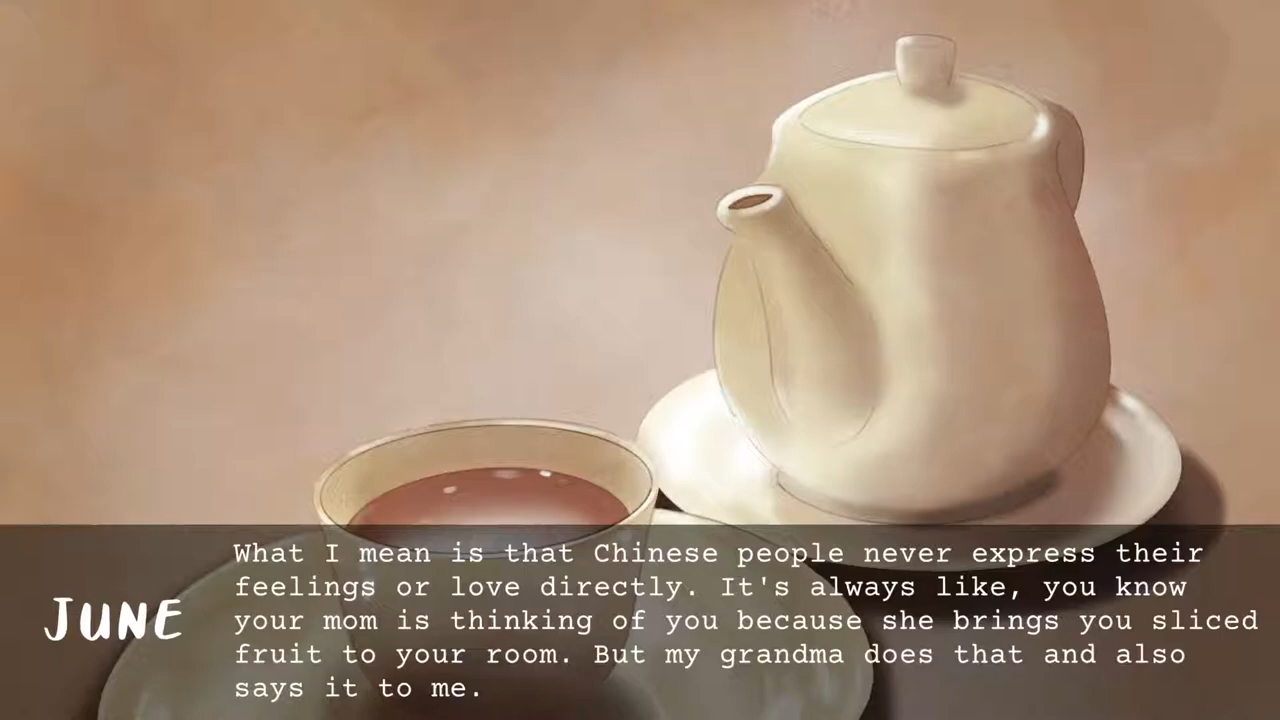 JUNE
What I mean is that Chinese people never express their
feelings or love directly. It's always like, you know
your mom is thinking of you because she brings you sliced
fruit to your room. But my grandma does that and also
says it to me.